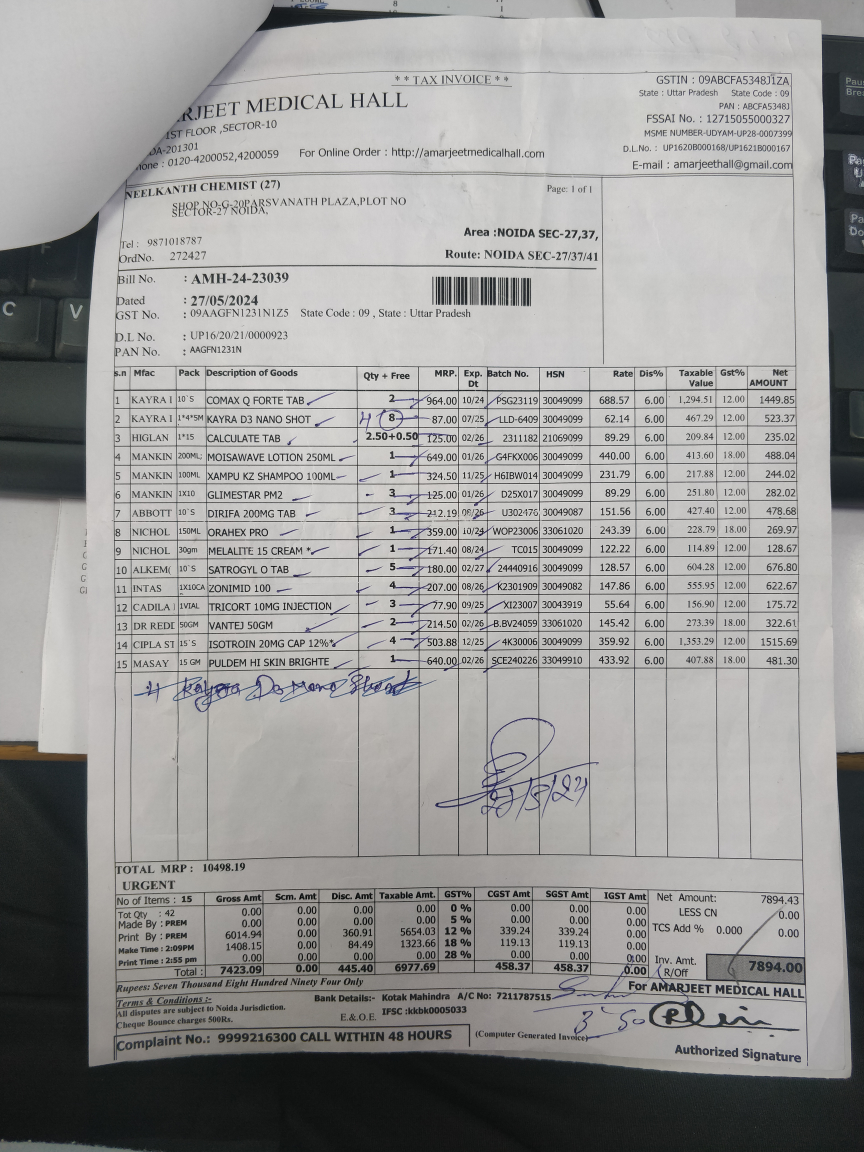 * * TAX INVOICE * *
GSTIN : 09ABCFA5348J1ZA
State : Uttar Pradesh State Code : 09
PAN : ABCFA5348J
RJEET MEDICAL HALL
FSSAI No. : 12715055000327
1ST FLOOR ,SECTOR-10
MSME NUMBER-UDYAM-UP28-0007399
DA-201301
D.L.No. : UP1620B000168/UP1621B000167
hone : 0120-4200052,4200059 For Online Order : http://amarjeetmedicalhall.com
E-mail : amarjeethall@gmail.com
NEELKANTH CHEMIST (27) Page: 1 of 1
SHOP NO-G-20PARSVANATH PLAZA,PLOT NO
SECTOR-27 NOIDA,
Area :NOIDA SEC-27,37,
Tel : 9871018787
OrdNo. 272427 Route: NOIDA SEC-27/37/41
Bill No. : AMH-24-23039
Dated : 27/05/2024
GST No. : 09AAGFN1231N1Z5 State Code : 09 , State : Uttar Pradesh
D.L No. : UP16/20/21/0000923
PAN No. : AAGFN1231N
s.n Mfac Pack Description of Goods Qty + Free MRP. Exp. Dt Batch No. HSN Rate Dis% Taxable Value Gst% Net AMOUNT
1 KAYRA I 10`S COMAX Q FORTE TAB 2 964.00 10/24 PSG23119 30049099 688.57 6.00 1,294.51 12.00 1449.85
2 KAYRA I 1*4*5M KAYRA D3 NANO SHOT 4 8 87.00 07/25 LLD-6409 30049099 62.14 6.00 467.29 12.00 523.37
3 HIGLAN 1*15 CALCULATE TAB 2.50+0.50 125.00 02/26 2311182 21069099 89.29 6.00 209.84 12.00 235.02
4 MANKIN 200ML: MOISAWAVE LOTION 250ML 1 649.00 01/26 G4FKX006 30049099 440.00 6.00 413.60 18.00 488.04
5 MANKIN 100ML XAMPU KZ SHAMPOO 100ML 1 324.50 11/25 H6IBW014 30049099 231.79 6.00 217.88 12.00 244.02
6 MANKIN 1X10 GLIMESTAR PM2 3 125.00 01/26 D25X017 30049099 89.29 6.00 251.80 12.00 282.02
7 ABBOTT 10`S DIRIFA 200MG TAB 3 212.19 08/26 U302476 30049087 151.56 6.00 427.40 12.00 478.68
8 NICHOL 150ML ORAHEX PRO 1 359.00 10/24 WOP23006 33061020 243.39 6.00 228.79 18.00 269.97
9 NICHOL 30gm MELALITE 15 CREAM * 1 171.40 08/24 TC015 30049099 122.22 6.00 114.89 12.00 128.67
10 ALKEM( 10`S SATROGYL O TAB 5 180.00 02/27 24440916 30049099 128.57 6.00 604.28 12.00 676.80
11 INTAS 1X10CA ZONIMID 100 4 207.00 08/26 K2301909 30049082 147.86 6.00 555.95 12.00 622.67
12 CADILA 1VIAL TRICORT 10MG INJECTION 3 77.90 09/25 XI23007 30043919 55.64 6.00 156.90 12.00 175.72
13 DR REDI 50GM VANTEJ 50GM 2 214.50 02/26 B.BV24059 33061020 145.42 6.00 273.39 18.00 322.61
14 CIPLA ST 15`S ISOTROIN 20MG CAP 12%* 4 503.88 12/25 4K30006 30049099 359.92 6.00 1,353.29 12.00 1515.69
15 MASAY 15 GM PULDEM HI SKIN BRIGHTE 1 640.00 02/26 SCE240226 33049910 433.92 6.00 407.88 18.00 481.30
28/5/24
TOTAL MRP : 10498.19
URGENT
No of Items : 15 Gross Amt Scm. Amt Disc. Amt Taxable Amt. GST% CGST Amt SGST Amt IGST Amt Net Amount: 7894.43
Tot Qty : 42 0.00 0.00 0.00 0.00 0 % 0.00 0.00 0.00 LESS CN 0.00
Made By : PREM 0.00 0.00 0.00 0.00 5 % 0.00 0.00 0.00
Print By : PREM 6014.94 0.00 360.91 5654.03 12 % 339.24 339.24 0.00 TCS Add % 0.000 0.00
Make Time : 2:09PM 1408.15 0.00 84.49 1323.66 18 % 119.13 119.13 0.00
Print Time : 2:55 pm 0.00 0.00 0.00 0.00 28 % 0.00 0.00 0.00 Inv. Amt.
Total : 7423.09 0.00 445.40 6977.69 458.37 458.37 0.00 R/Off 7894.00
Rupees: Seven Thousand Eight Hundred Ninety Four Only
For AMARJEET MEDICAL HALL
Terms & Conditions :- Bank Details:- Kotak Mahindra A/C No: 7211787515
All disputes are subject to Noida Jurisdiction. E.& O.E. IFSC :kkbk0005033
Cheque Bounce charges 500Rs.
Complaint No.: 9999216300 CALL WITHIN 48 HOURS (Computer Generated Invoice)
Authorized Signature